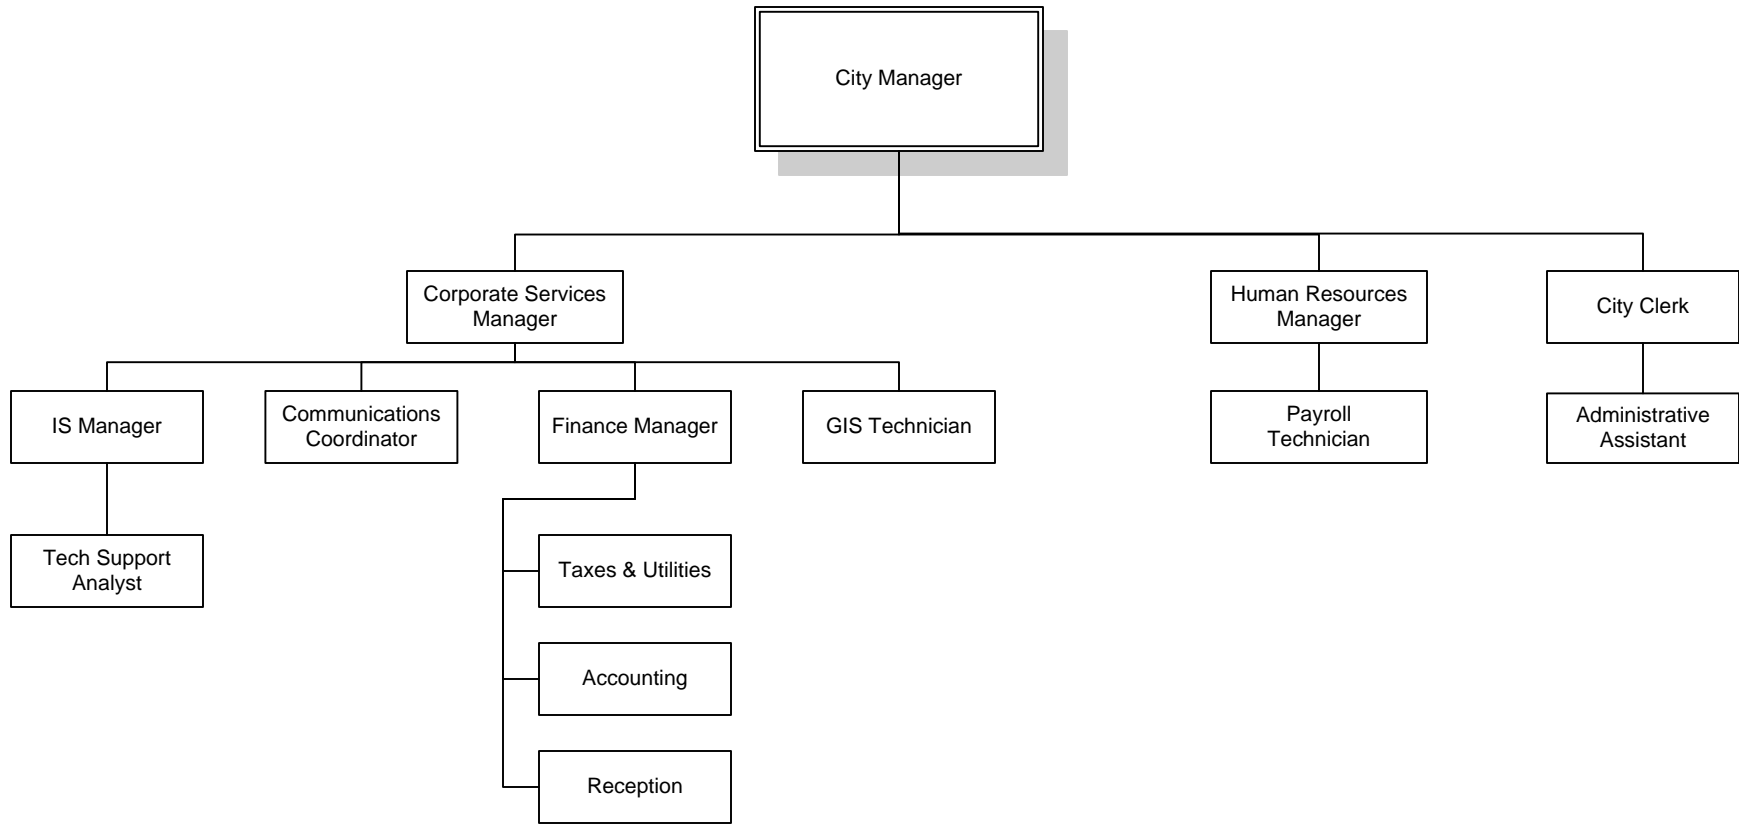 City Manager
Corporate Services
Manager
Human Resources
Manager
City Clerk
IS Manager
Communications
Coordinator
Finance Manager
GIS Technician
Payroll
Technician
Administrative
Assistant
Tech Support
Analyst
Taxes & Utilities
Accounting
Reception